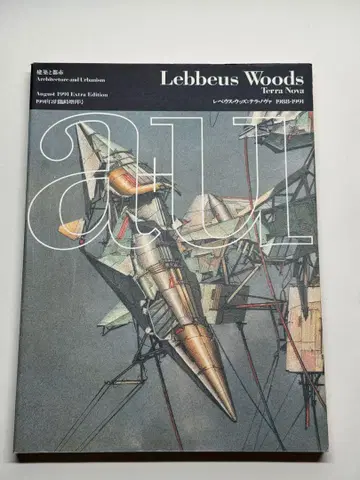 建築と都市
Architecture and Urbanism
August 1991 Extra Edition
1991年8月臨時増刊号
Lebbeus Woods
Terra Nova
レベウス・ウッズ:テラ・ノヴァ 1988-1991
a+u